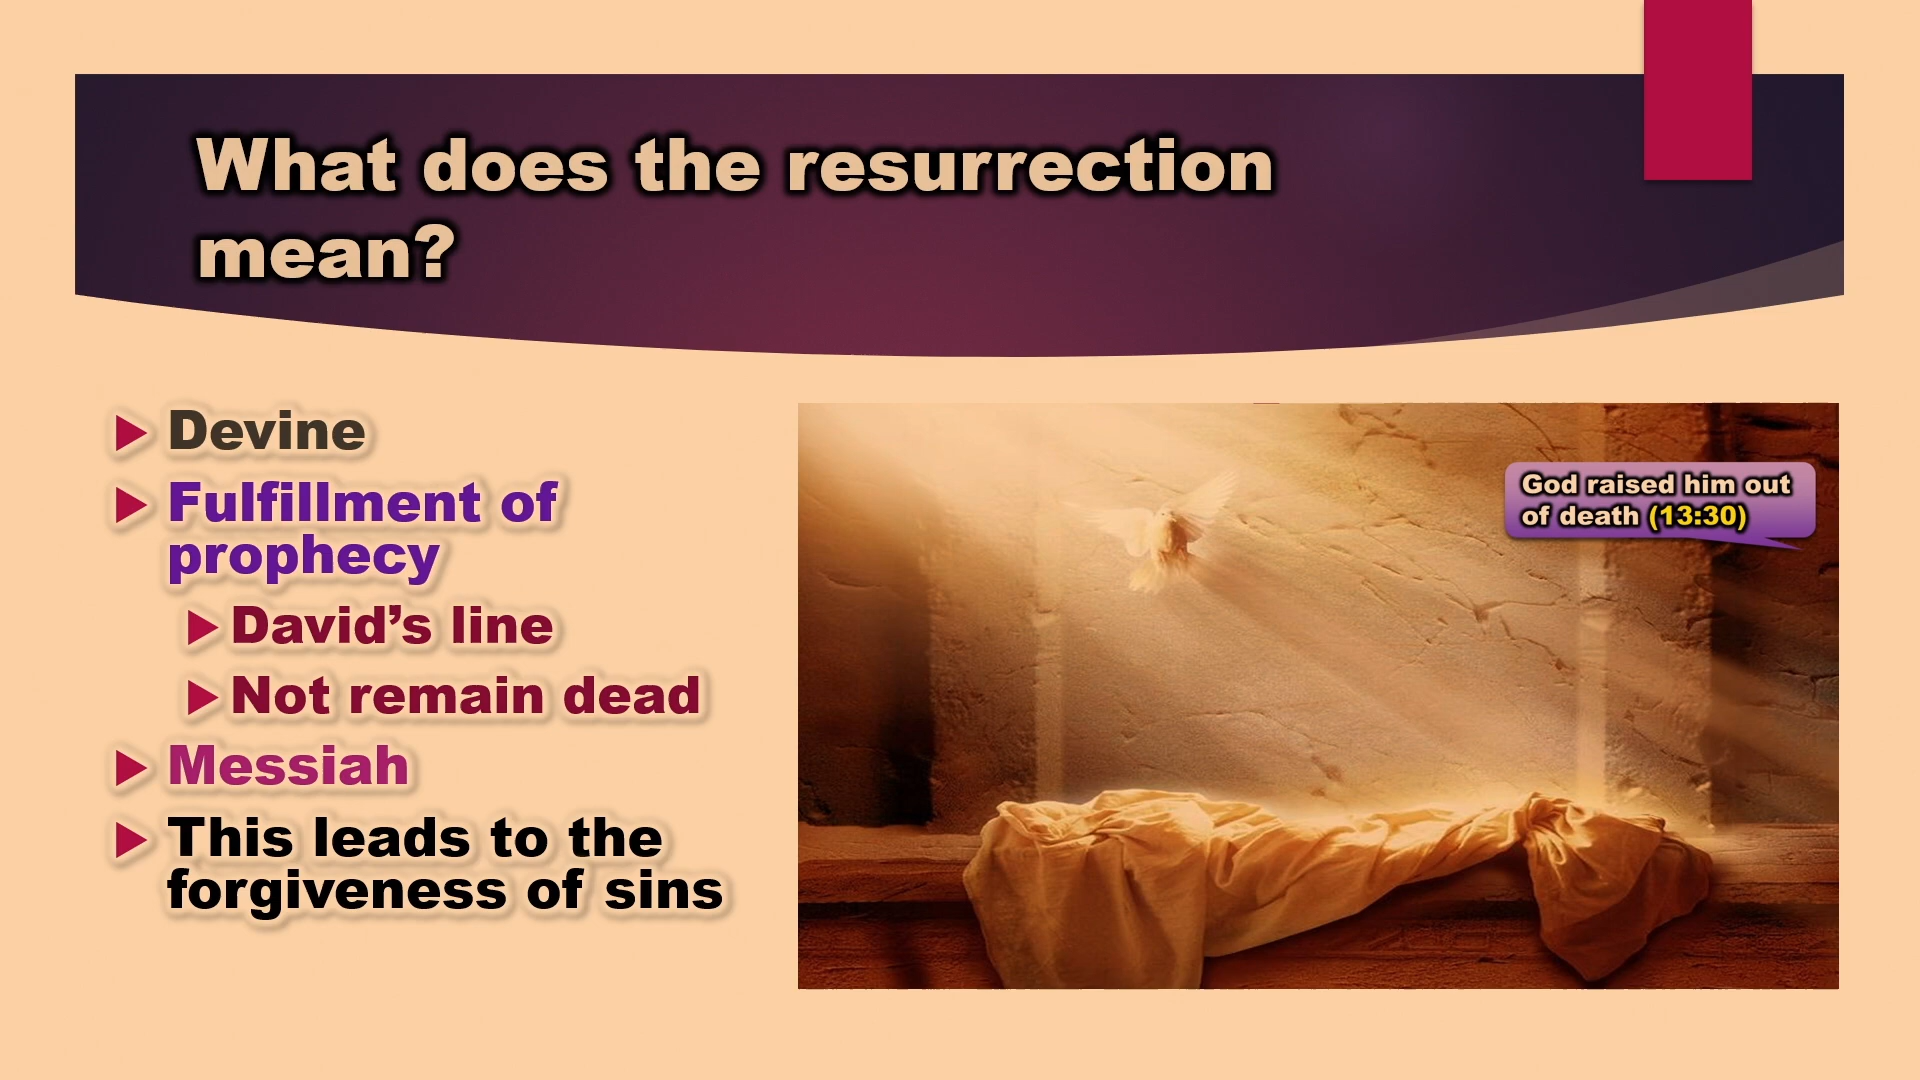 What does the resurrection
mean?
Devine
Fulfillment of
prophecy
David’s line
Not remain dead
Messiah
This leads to the
forgiveness of sins
God raised him out
of death (13:30)